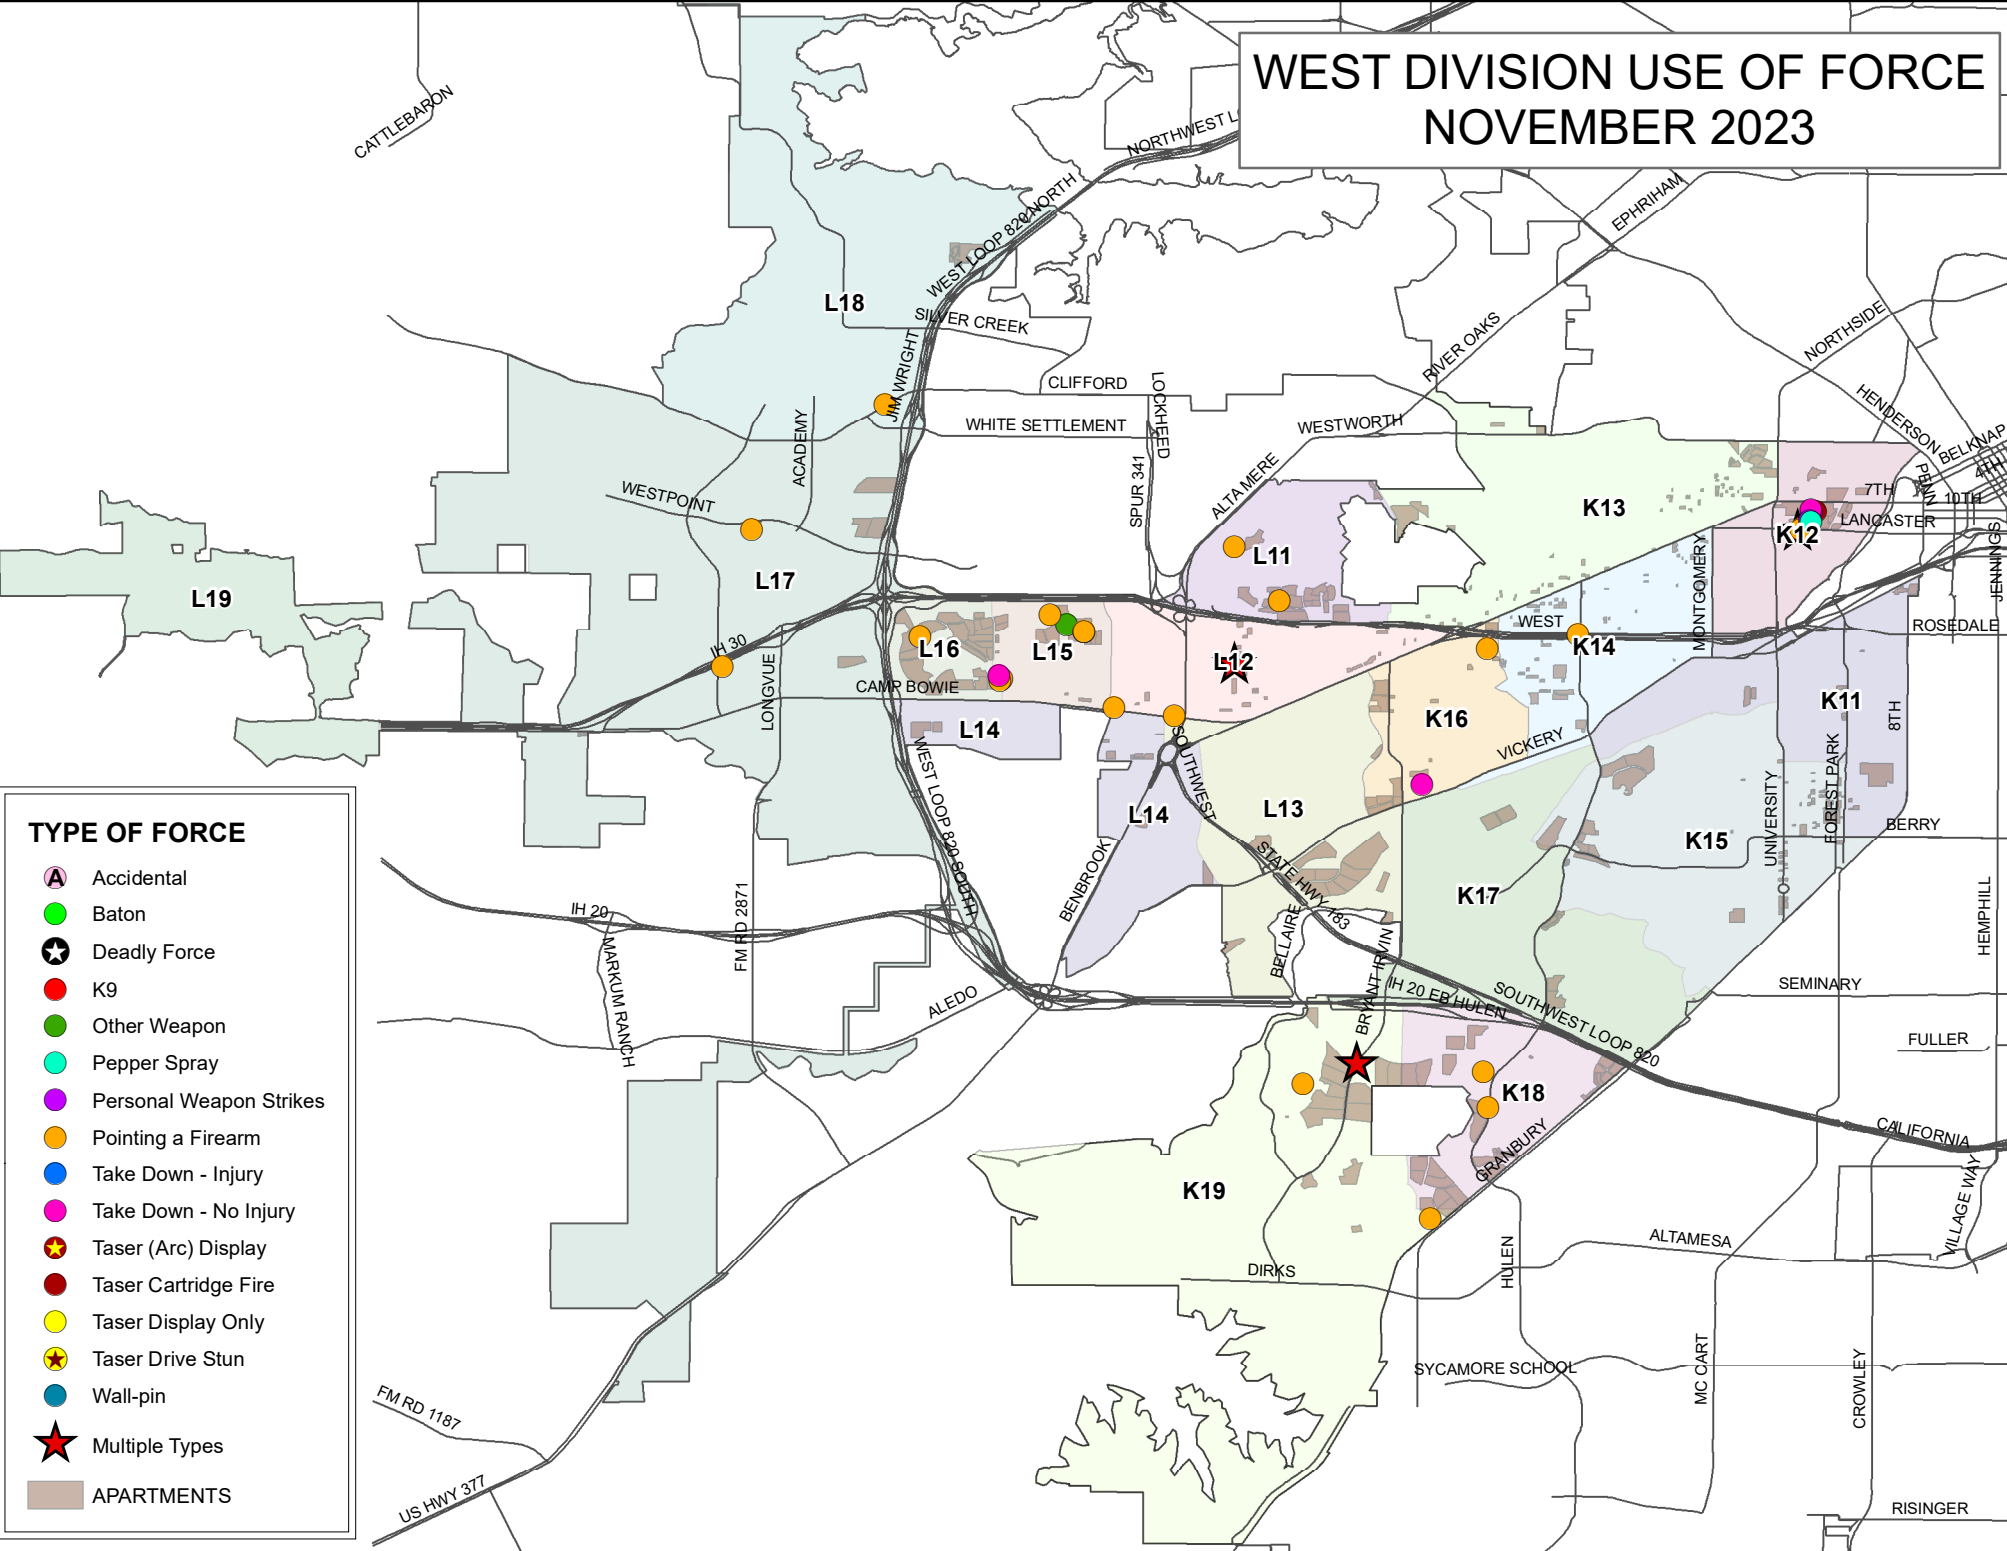 WEST DIVISION USE OF FORCE
NOVEMBER 2023
CATTLEBARON
NORTHWEST L
WEST LOOP 820 NORTH
EPHRIHAM
L18
SILVER CREEK
JIM WRIGHT
RIVER OAKS
NORTHSIDE
CLIFFORD
LOCKHEED
WHITE SETTLEMENT
WESTWORTH
HENDERSON
BELKNAP
4TH
ACADEMY
WESTPOINT
SPUR 341
ALTA MERE
K13
7TH
PENN
10TH
LANCASTER
K12
L11
L17
L19
MONTGOMERY
JENNINGS
WEST
ROSEDALE
IH 30
L16
L15
L12
K14
LONGVUE
CAMP BOWIE
L14
K16
K11
8TH
VICKERY
SOUTHWEST
WEST LOOP 820 SOUTH
L14
L13
UNIVERSITY
FOREST PARK
BERRY
K15
STATE HWY 183
BENBROOK
K17
FM RD 2871
IH 20
MARKUM RANCH
BELLAIRE
BRYANT IRVIN
HEMPHILL
ALEDO
IH 20 EB HULEN
SOUTHWEST LOOP 820
SEMINARY
FULLER
K18
GRANBURY
CALIFORNIA
K19
VILLAGE WAY
HULEN
ALTAMESA
DIRKS
SYCAMORE SCHOOL
MC CART
CROWLEY
FM RD 1187
US HWY 377
RISINGER
TYPE OF FORCE
A Accidental
Baton
Deadly Force
K9
Other Weapon
Pepper Spray
Personal Weapon Strikes
Pointing a Firearm
Take Down - Injury
Take Down - No Injury
Taser (Arc) Display
Taser Cartridge Fire
Taser Display Only
Taser Drive Stun
Wall-pin
Multiple Types
APARTMENTS